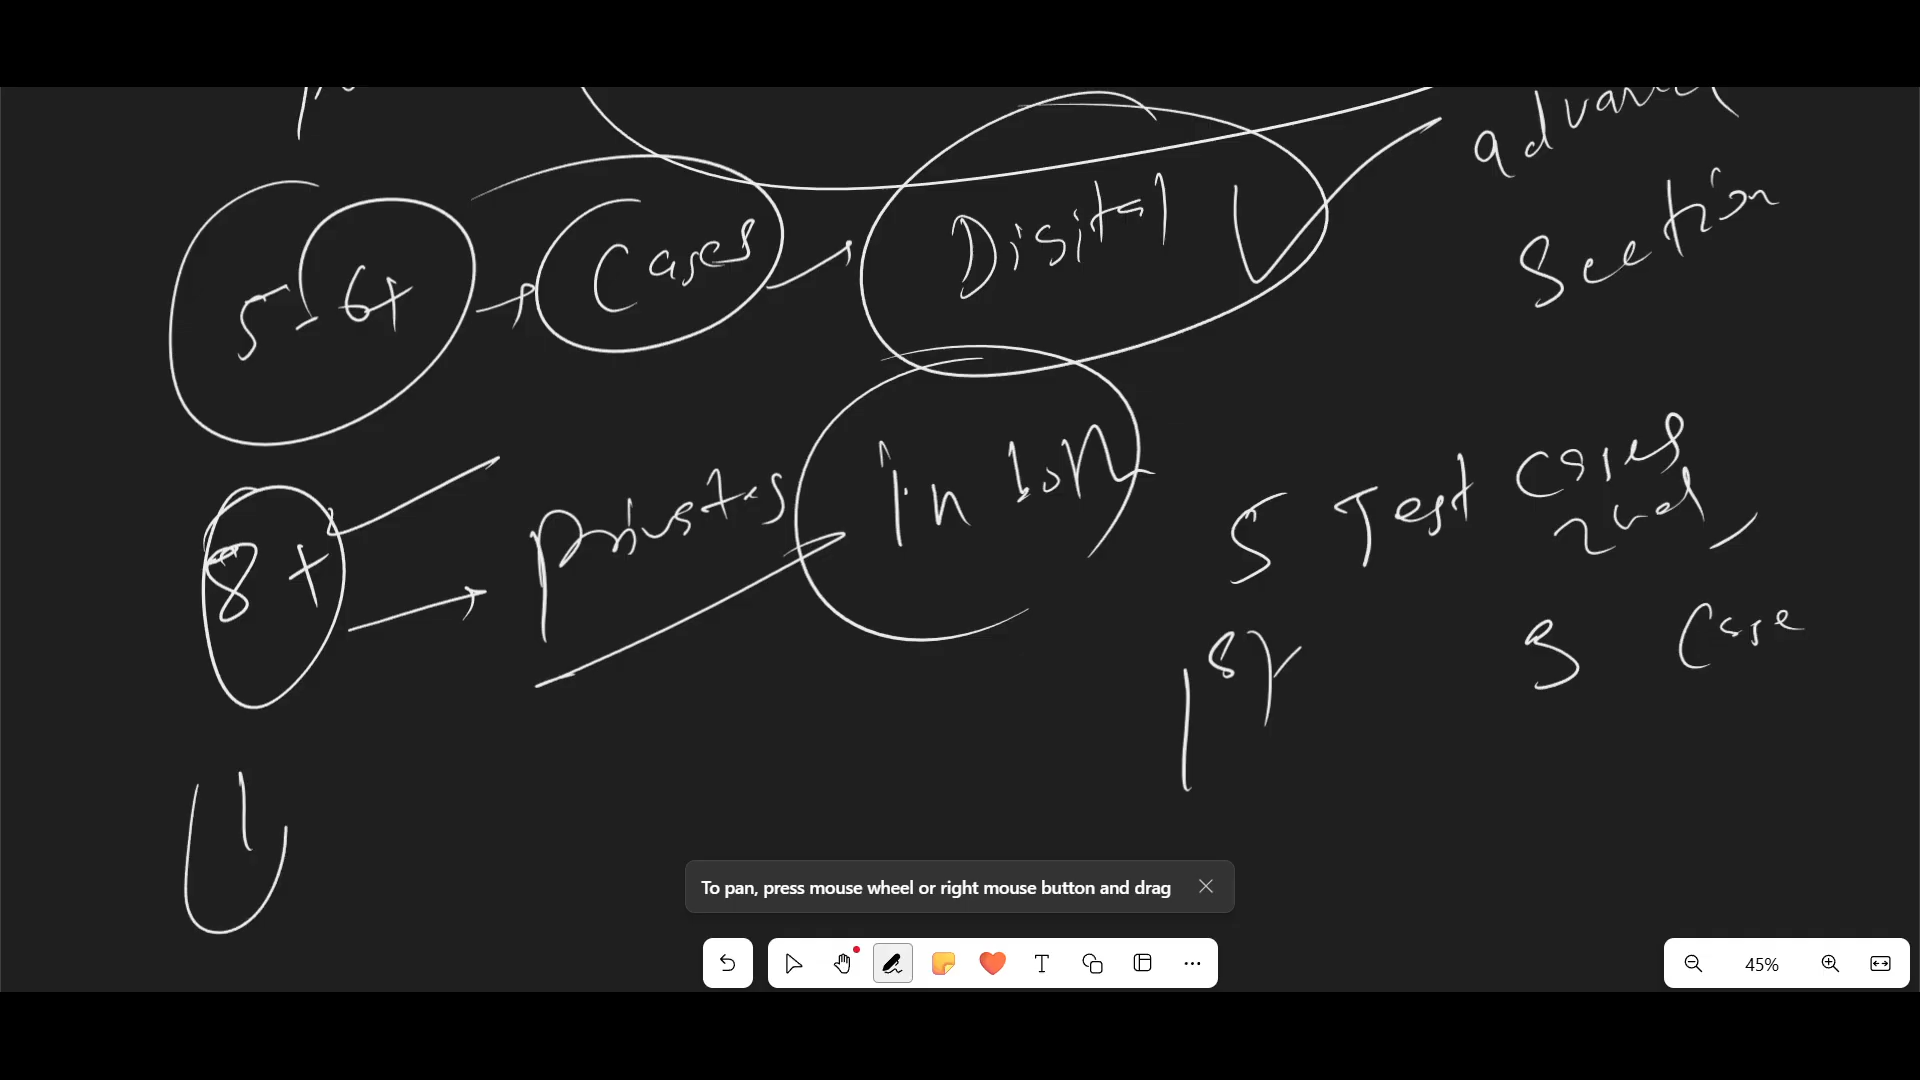 advance
Section
5-6+ → Cases → Digital
8+ → privates in both
5 Test Cases
2nd,
1st 3 Case
To pan, press mouse wheel or right mouse button and drag
T
45%